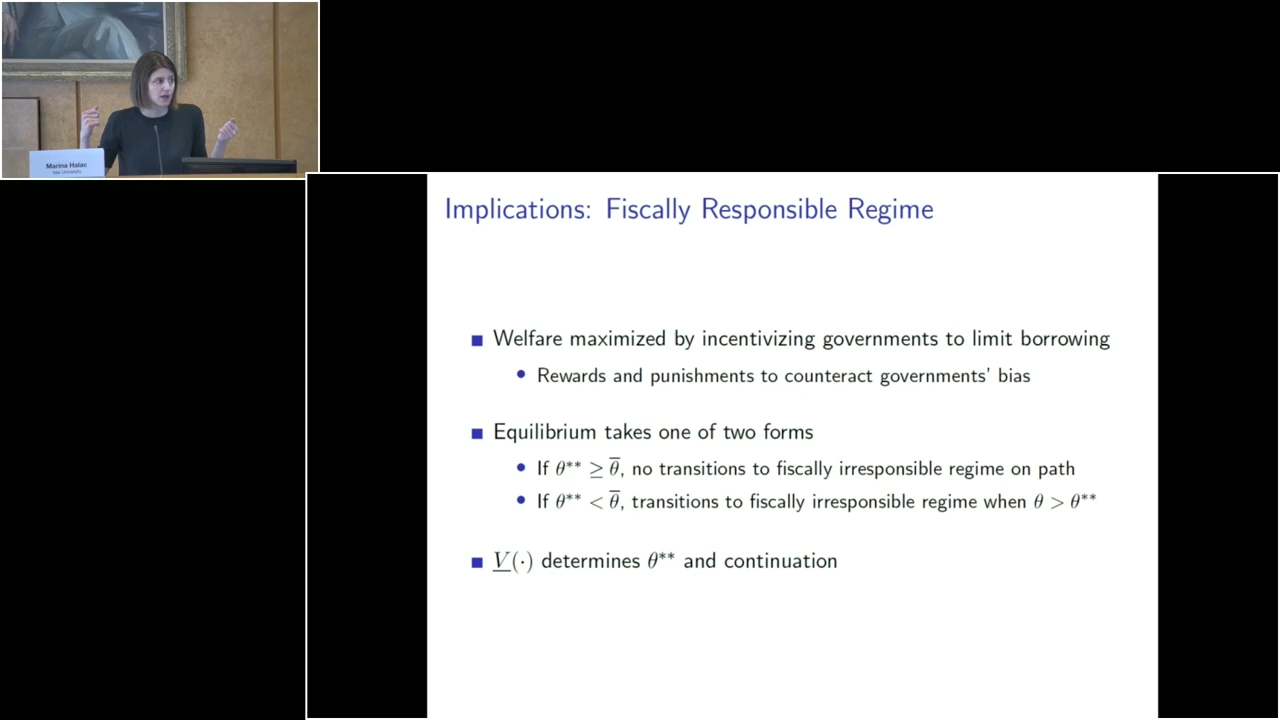 Marina Halac
Yale University
Implications: Fiscally Responsible Regime
Welfare maximized by incentivizing governments to limit borrowing
Rewards and punishments to counteract governments' bias
Equilibrium takes one of two forms
If θ** ≥ θ̅, no transitions to fiscally irresponsible regime on path
If θ** < θ̅, transitions to fiscally irresponsible regime when θ > θ**
V̲(·) determines θ** and continuation